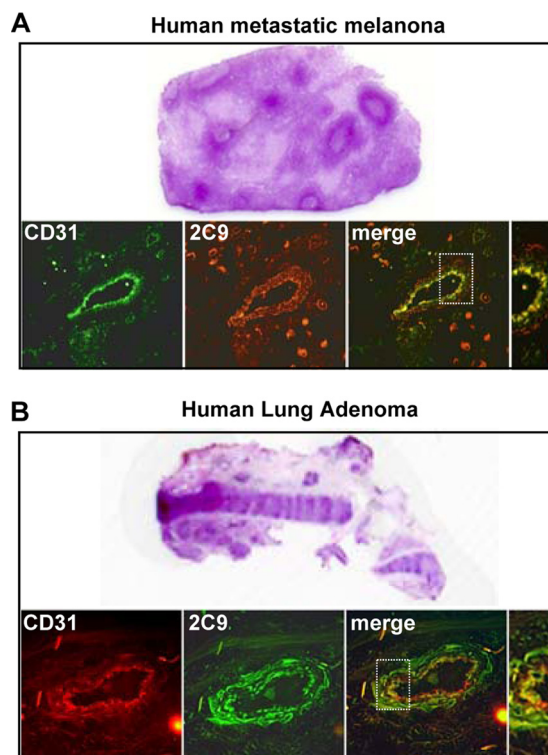 A
Human metastatic melanona
CD31
2C9
merge
B
Human Lung Adenoma
CD31
2C9
merge